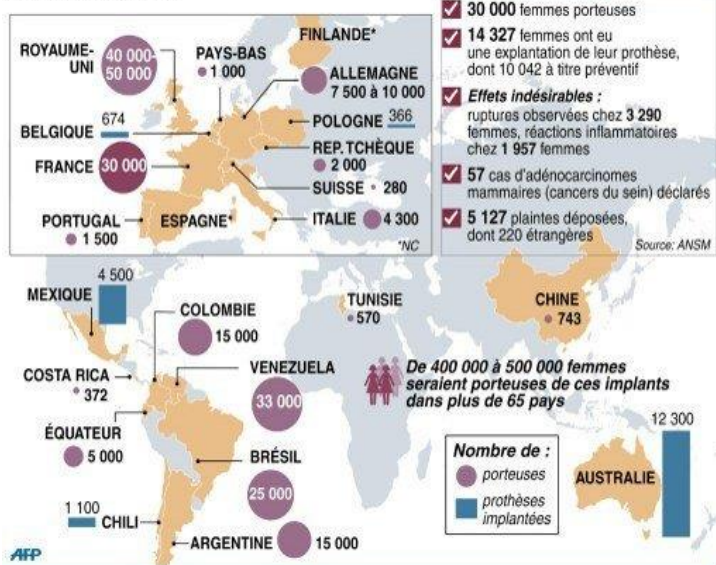 FINLANDE*
ROYAUME-
UNI
40 000-
50 000
PAYS-BAS
1 000
ALLEMAGNE
7 500 à 10 000
674
BELGIQUE
POLOGNE
366
REP. TCHÈQUE
2 000
FRANCE
30 000
SUISSE
280
PORTUGAL
1 500
ESPAGNE
ITALIE
4 300
*NC
30 000 femmes porteuses
14 327 femmes ont eu
une explantation de leur prothèse,
dont 10 042 à titre préventif
Effets indésirables :
ruptures observées chez 3 290
femmes, réactions inflammatoires
chez 1 957 femmes
57 cas d'adénocarcinomes
mammaires (cancers du sein) déclarés
5 127 plaintes déposées,
dont 220 étrangères
Source: ANSM
MEXIQUE
4 500
COLOMBIE
15 000
TUNISIE
570
CHINE
743
COSTA RICA
372
VENEZUELA
33 000
De 400 000 à 500 000 femmes
seraient porteuses de ces implants
dans plus de 65 pays
ÉQUATEUR
5 000
BRÉSIL
25 000
Nombre de :
porteuses
prothèses
implantées
12 300
AUSTRALIE
1 100
CHILI
ARGENTINE
15 000
AFP